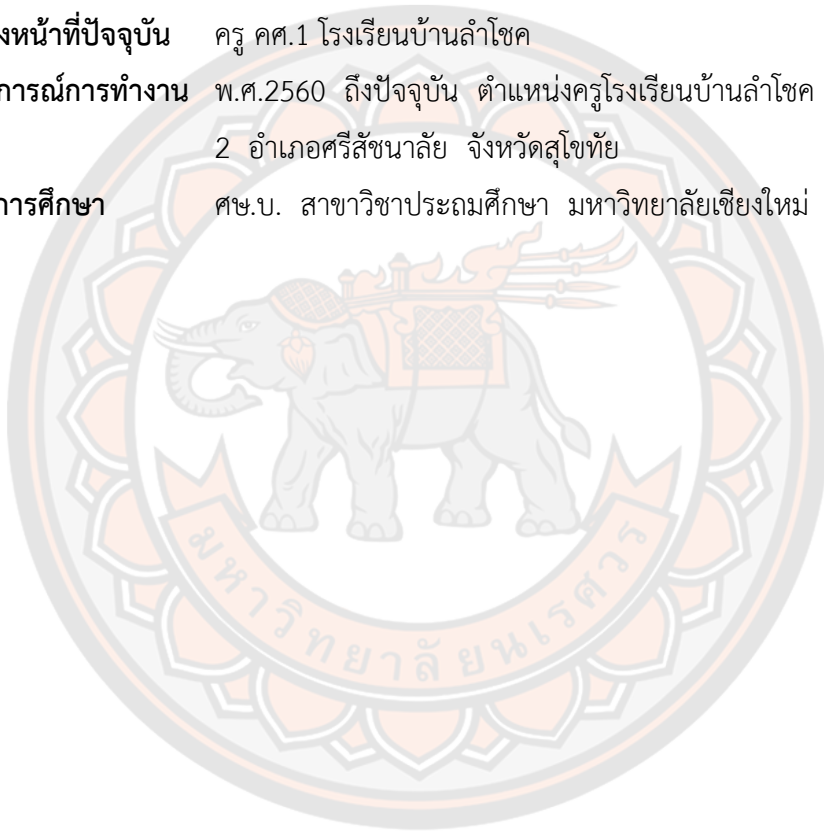 งหน้าที่ปัจจุบัน ครู คศ.1 โรงเรียนบ้านลำโชค
การณ์การทำงาน พ.ศ.2560 ถึงปัจจุบัน ตำแหน่งครูโรงเรียนบ้านลำโชค
2 อำเภอศรีสัชนาลัย จังหวัดสุโขทัย
การศึกษา ศษ.บ. สาขาวิชาประถมศึกษา มหาวิทยาลัยเชียงใหม่
มหาวิทยาลัยนเรศวร